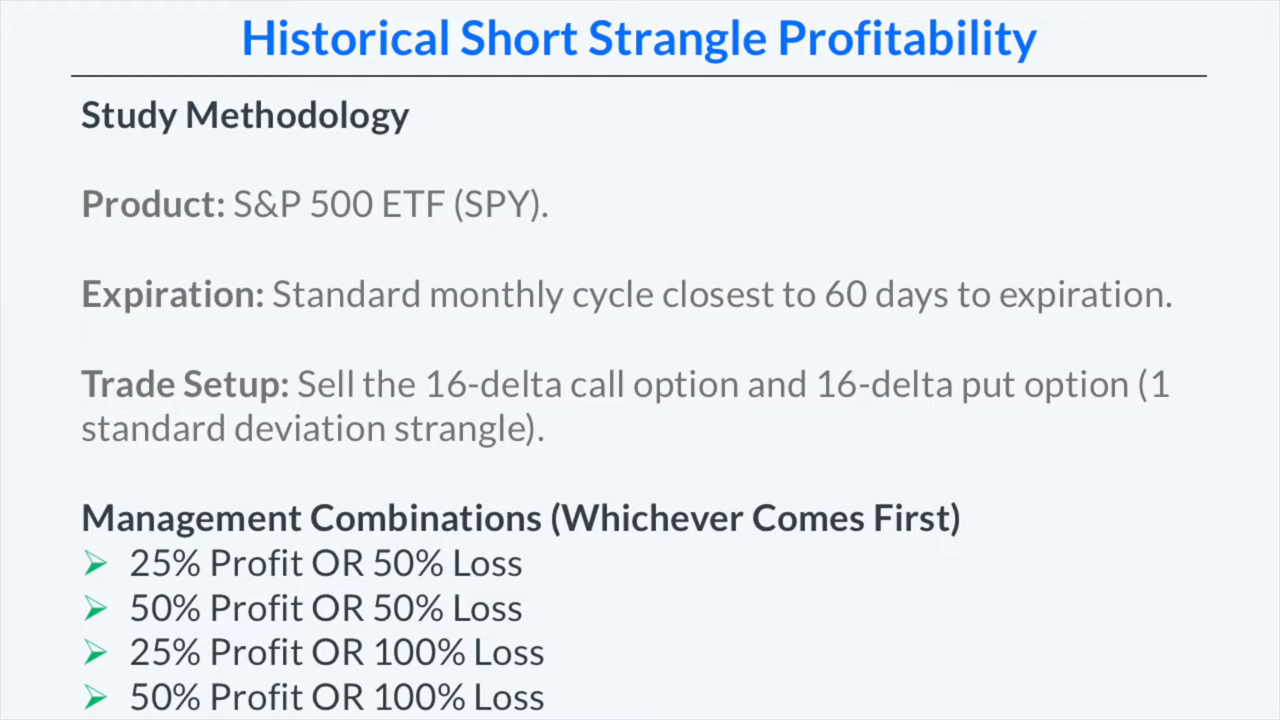 Historical Short Strangle Profitability
Study Methodology
Product: S&P 500 ETF (SPY).
Expiration: Standard monthly cycle closest to 60 days to expiration.
Trade Setup: Sell the 16-delta call option and 16-delta put option (1
standard deviation strangle).
Management Combinations (Whichever Comes First)
25% Profit OR 50% Loss
50% Profit OR 50% Loss
25% Profit OR 100% Loss
50% Profit OR 100% Loss